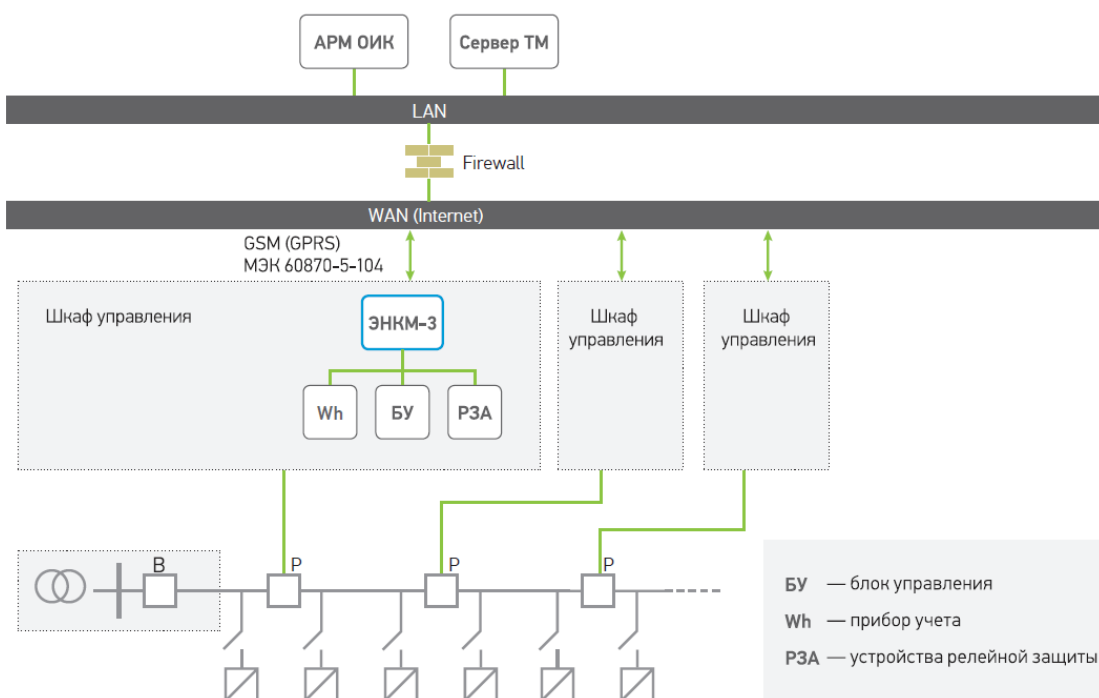 АРМ ОИК
Сервер ТМ
LAN
Firewall
WAN (Internet)
GSM (GPRS)
МЭК 60870-5-104
Шкаф управления
ЭНКМ-3
Wh
БУ
РЗА
Шкаф
управления
Шкаф
управления
В
Р
Р
Р
БУ — блок управления
Wh — прибор учета
РЗА — устройства релейной защиты